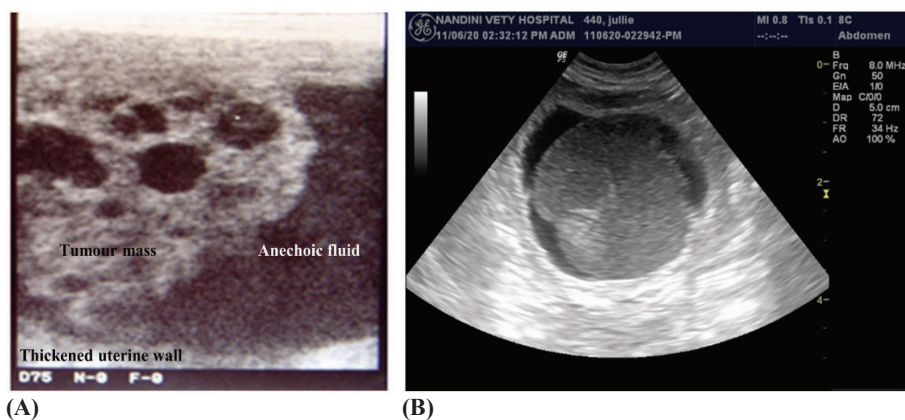 Tumour mass
Anechoic fluid
Thickened uterine wall
D75 N-0 F-0
(A)
GE
NANDINI VETY HOSPITAL 440, jullie MI 0.8 TIs 0.1 8C
11/06/20 02:32:12 PM ADM 110620-022942-PM --:--:-- Abdomen
B
Frq 8.0 MHz
Gn 50
E/A 1/0
Map C/0/0
D 5.0 cm
DR 72
FR 34 Hz
AO 100 %
0
2
4
(B)